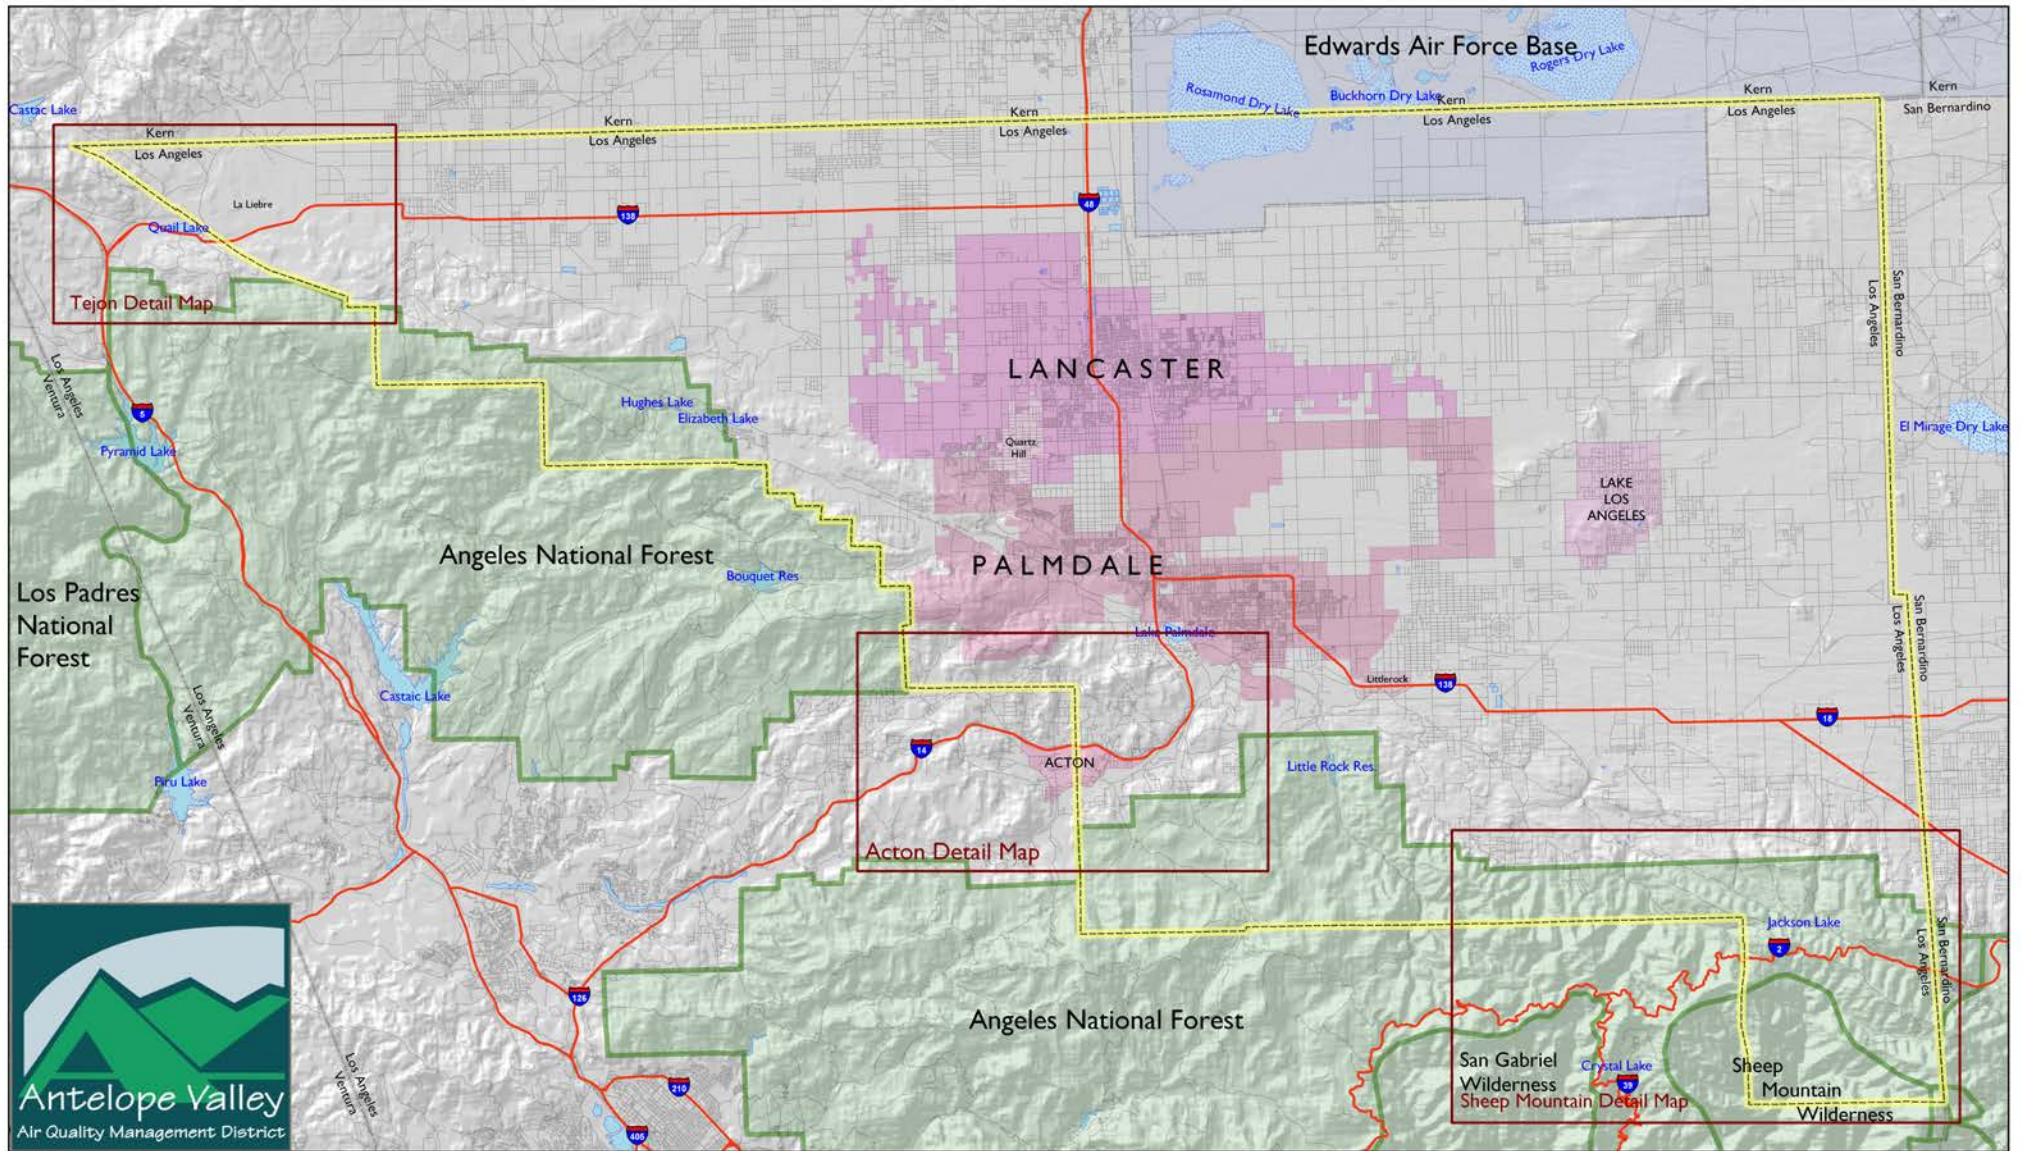 Edwards Air Force Base
Rogers Dry Lake
Rosamond Dry Lake
Buckhorn Dry Lake
Castac Lake
Kern
Los Angeles
Kern
Los Angeles
Kern
Los Angeles
Kern
Los Angeles
Kern
Los Angeles
Kern
San Bernardino
La Liebre
Quail Lake
138
48
Tejon Detail Map
San Bernardino
Los Angeles
Los Angeles
Ventura
5
Pyramid Lake
Hughes Lake
Elizabeth Lake
LANCASTER
Quartz
Hill
El Mirage Dry Lake
LAKE
LOS
ANGELES
Angeles National Forest
Bouquet Res
PALMDALE
Los Padres
National
Forest
Lake Palmdale
San Bernardino
Los Angeles
Castaic Lake
Los Angeles
Ventura
Littlerock
138
18
14
ACTON
Piru Lake
Little Rock Res
Acton Detail Map
Jackson Lake
2
San Bernardino
Los Angeles
126
Angeles National Forest
San Gabriel
Wilderness
Crystal Lake
39
Sheep Mountain Detail Map
Sheep
Mountain
Wilderness
Los Angeles
Ventura
210
405
Antelope Valley
Air Quality Management District